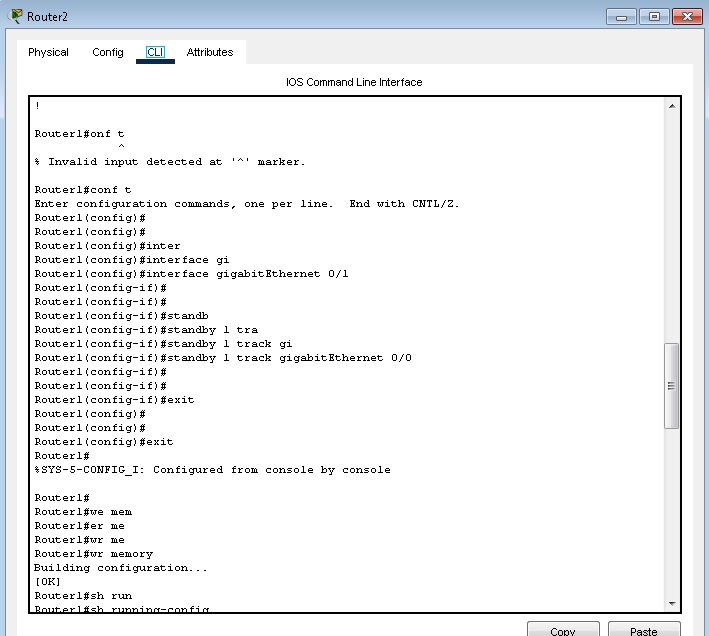 Router2
Physical Config CLI Attributes
IOS Command Line Interface
!
Router1#onf t
^
% Invalid input detected at '^' marker.
Router1#conf t
Enter configuration commands, one per line. End with CNTL/Z.
Router1(config)#
Router1(config)#
Router1(config)#inter
Router1(config)#interface gi
Router1(config)#interface gigabitEthernet 0/1
Router1(config-if)#
Router1(config-if)#
Router1(config-if)#standb
Router1(config-if)#standby 1 tra
Router1(config-if)#standby 1 track gi
Router1(config-if)#standby 1 track gigabitEthernet 0/0
Router1(config-if)#
Router1(config-if)#
Router1(config-if)#exit
Router1(config)#
Router1(config)#
Router1(config)#exit
Router1#
%SYS-5-CONFIG_I: Configured from console by console
Router1#
Router1#we mem
Router1#er me
Router1#wr me
Router1#wr memory
Building configuration...
[OK]
Router1#sh run
Router1#sh running-config
Copy Paste